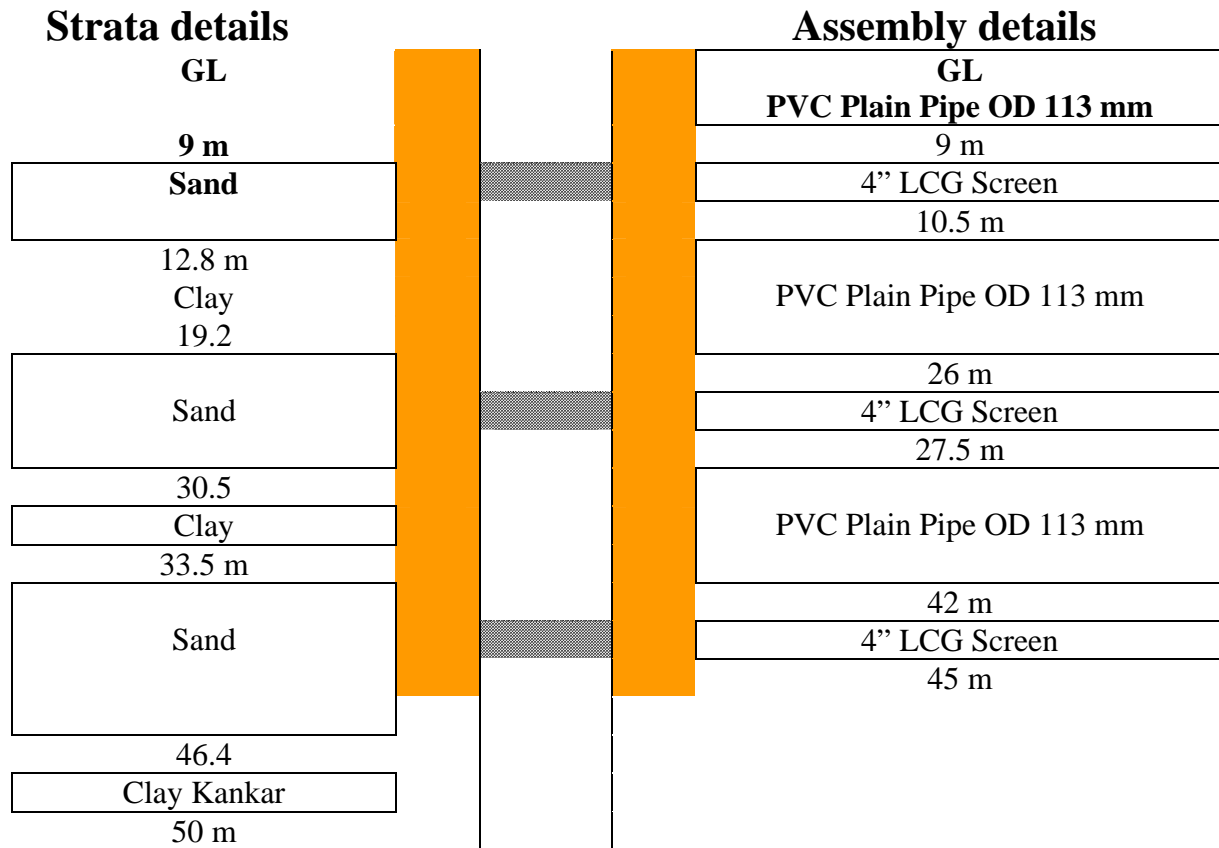 Strata details
GL
9 m
Sand
12.8 m
Clay
19.2
Sand
30.5
Clay
33.5 m
Sand
46.4
Clay Kankar
50 m
Assembly details
GL
PVC Plain Pipe OD 113 mm
9 m
4” LCG Screen
10.5 m
PVC Plain Pipe OD 113 mm
26 m
4” LCG Screen
27.5 m
PVC Plain Pipe OD 113 mm
42 m
4” LCG Screen
45 m